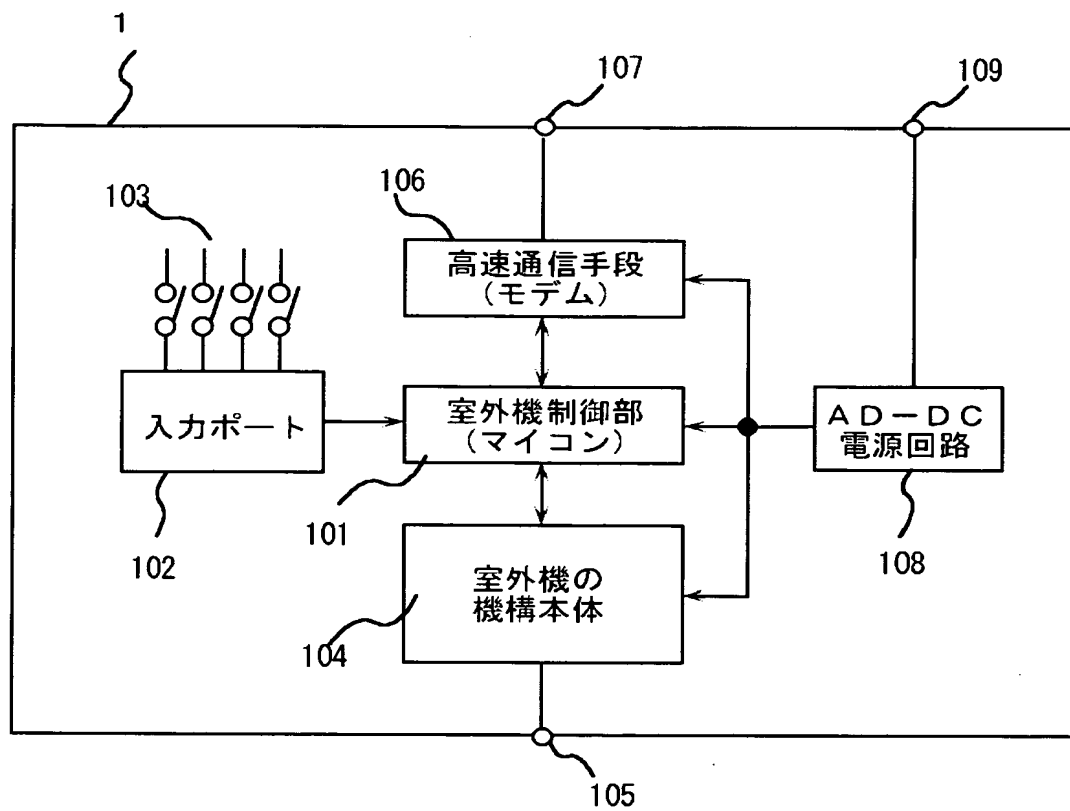 1
107
109
103
106
高速通信手段
(モデム)
入力ポート
室外機制御部
(マイコン)
AD-DC
電源回路
102
101
108
室外機の
機構本体
104
105